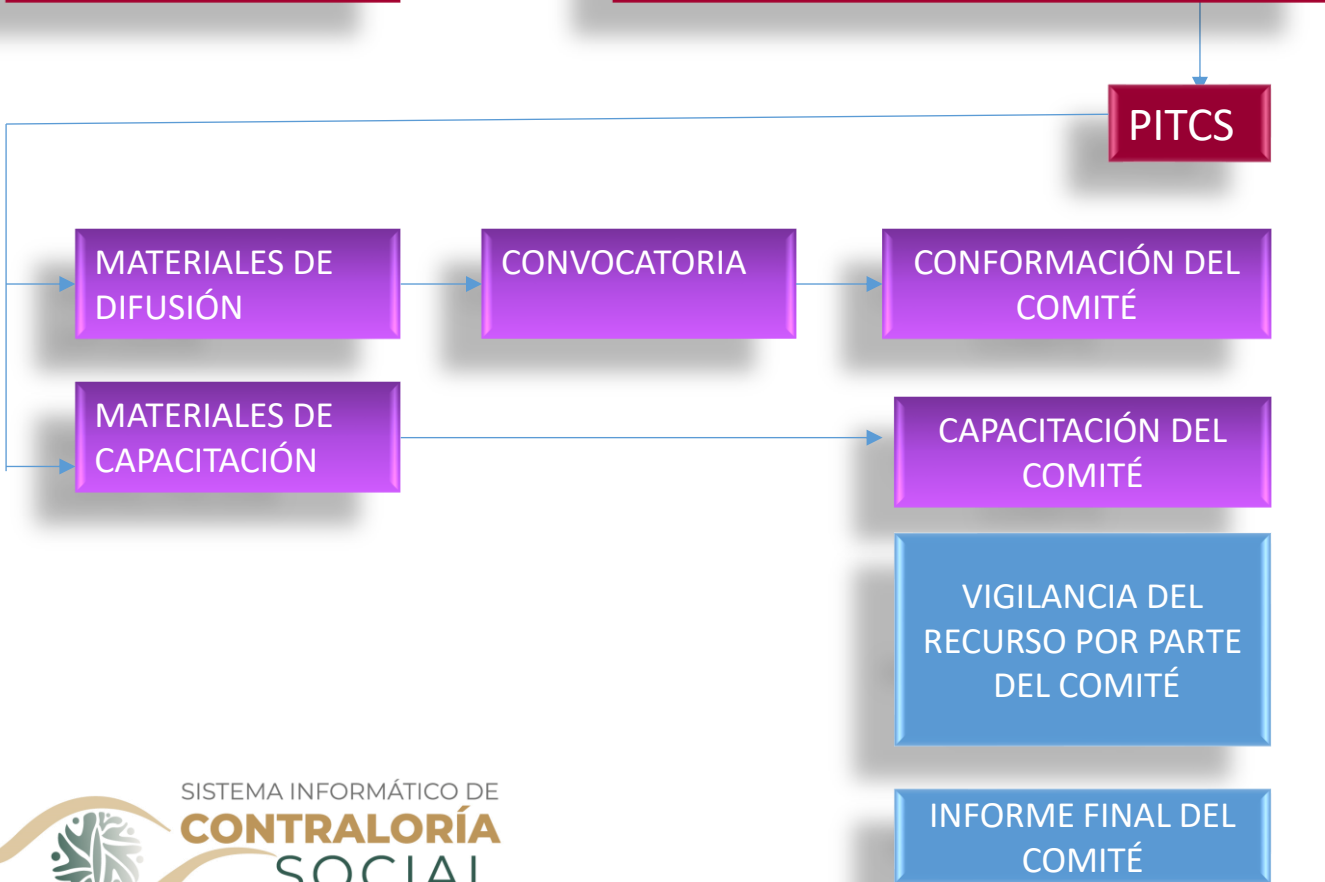 PITCS
MATERIALES DE
DIFUSIÓN
CONVOCATORIA
CONFORMACIÓN DEL
COMITÉ
MATERIALES DE
CAPACITACIÓN
CAPACITACIÓN DEL
COMITÉ
VIGILANCIA DEL
RECURSO POR PARTE
DEL COMITÉ
INFORME FINAL DEL
COMITÉ
SISTEMA INFORMÁTICO DE
CONTRALORÍA
SOCIAL